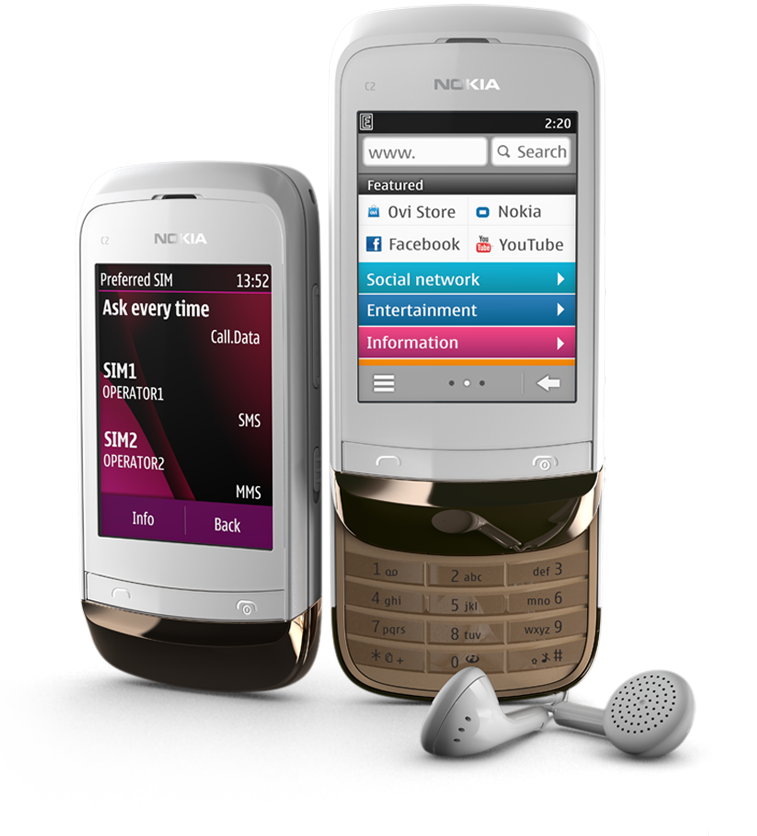 C2 NOKIA
Preferred SIM 13:52
Ask every time
Call.Data
SIM1
OPERATOR1
SMS
SIM2
OPERATOR2
MMS
Info Back
C2 NOKIA
E 2:20
www. Search
Featured
Ovi Store Nokia
f Facebook You Tube YouTube
Social network
Entertainment
Information
1 2 abc def 3
4 ghi 5 jkl mno 6
7 pqrs 8 tuv wxyz 9
* + 0 #